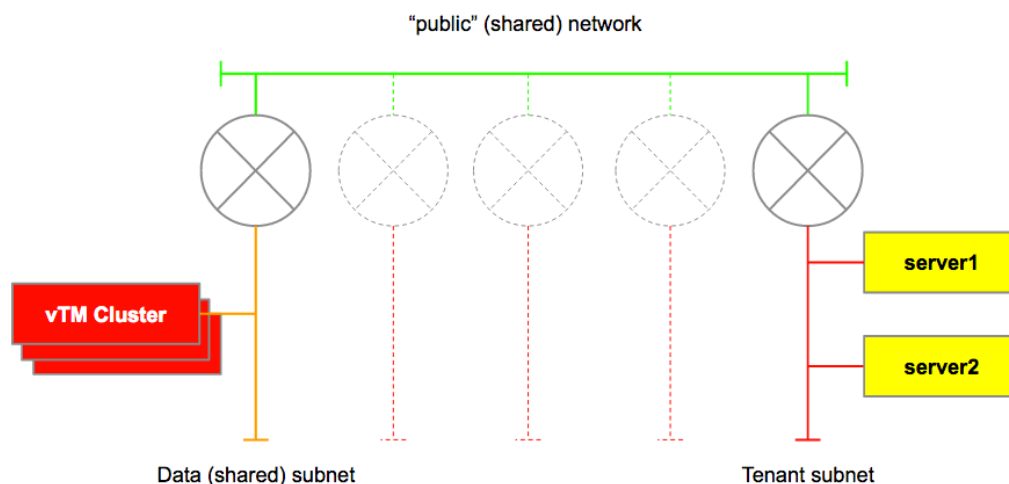 “public” (shared) network
server1
vTM Cluster
server2
Data (shared) subnet
Tenant subnet